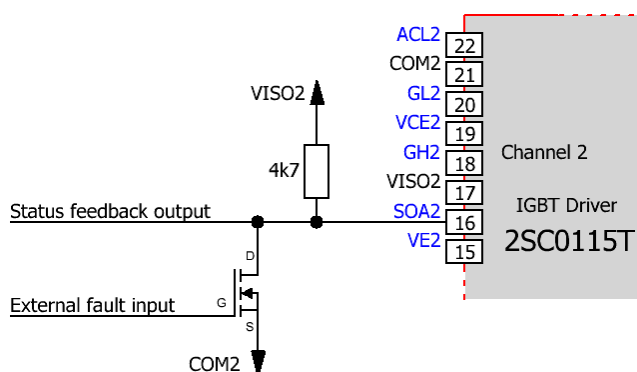 ACL2
22
COM2
21
GL2
20
VISO2
VCE2
19
Channel 2
4k7
GH2
18
VISO2
17
IGBT Driver
Status feedback output
SOA2
16
2SC0115T
VE2
15
D
External fault input
G
S
COM2